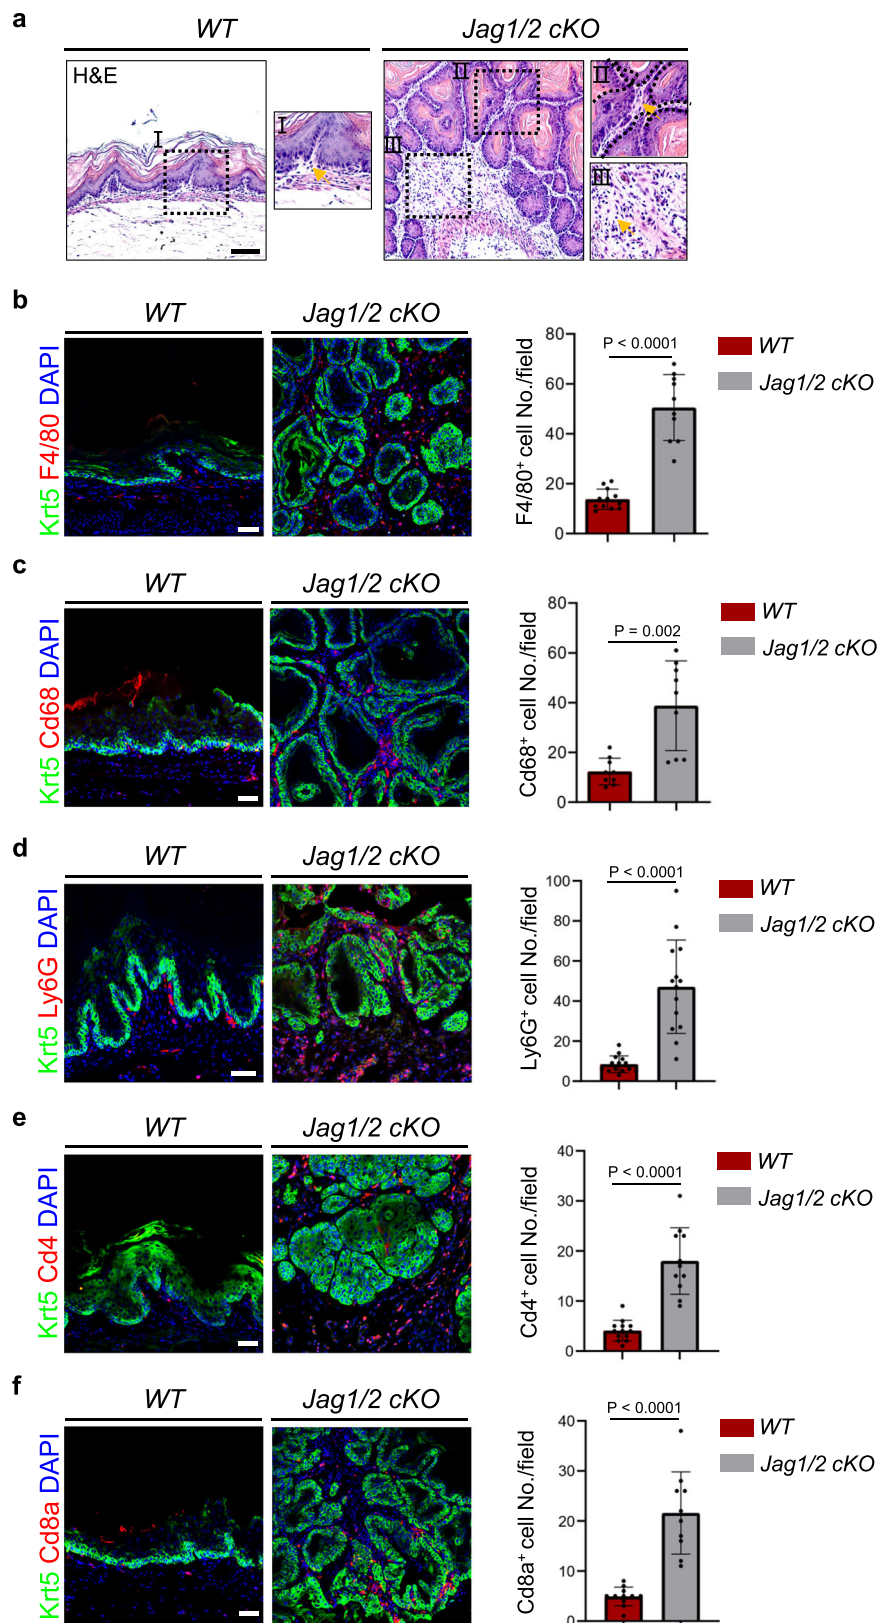 a
WT
Jag1/2 cKO
H&E
I
I
II
III
II
III
b
WT
Jag1/2 cKO
Krt5 F4/80 DAPI
F4/80⁺ cell No./field
80
60
40
20
0
P < 0.0001
WT
Jag1/2 cKO
c
WT
Jag1/2 cKO
Krt5 Cd68 DAPI
Cd68⁺ cell No./field
80
60
40
20
0
P = 0.002
WT
Jag1/2 cKO
d
WT
Jag1/2 cKO
Krt5 Ly6G DAPI
Ly6G⁺ cell No./field
100
80
60
40
20
0
P < 0.0001
WT
Jag1/2 cKO
e
WT
Jag1/2 cKO
Krt5 Cd4 DAPI
Cd4⁺ cell No./field
40
30
20
10
0
P < 0.0001
WT
Jag1/2 cKO
f
WT
Jag1/2 cKO
Krt5 Cd8a DAPI
Cd8a⁺ cell No./field
40
30
20
10
0
P < 0.0001
WT
Jag1/2 cKO